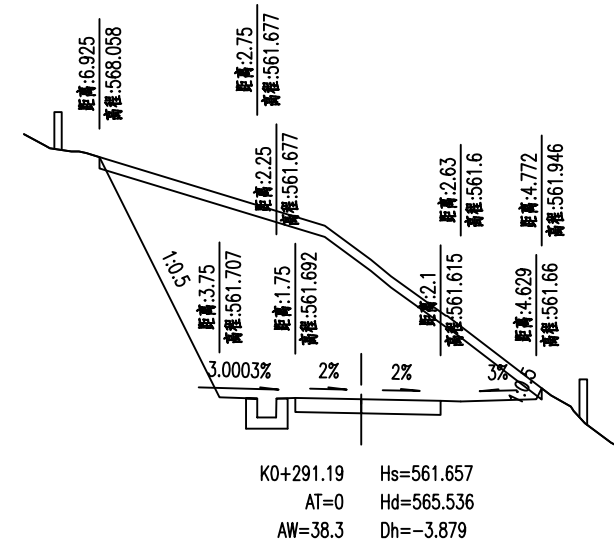 距离:6.925
高程:568.058
距离:2.75
高程:561.677
距离:2.25
高程:561.677
距离:2.63
高程:561.6
距离:4.772
高程:561.946
1:0.5
距离:3.75
高程:561.707
距离:1.75
高程:561.692
距离:2.1
高程:561.615
距离:4.629
高程:561.66
3.0003%
2%
2%
3%
1:0.5
K0+291.19
Hs=561.657
AT=0
Hd=565.536
AW=38.3
Dh=-3.879